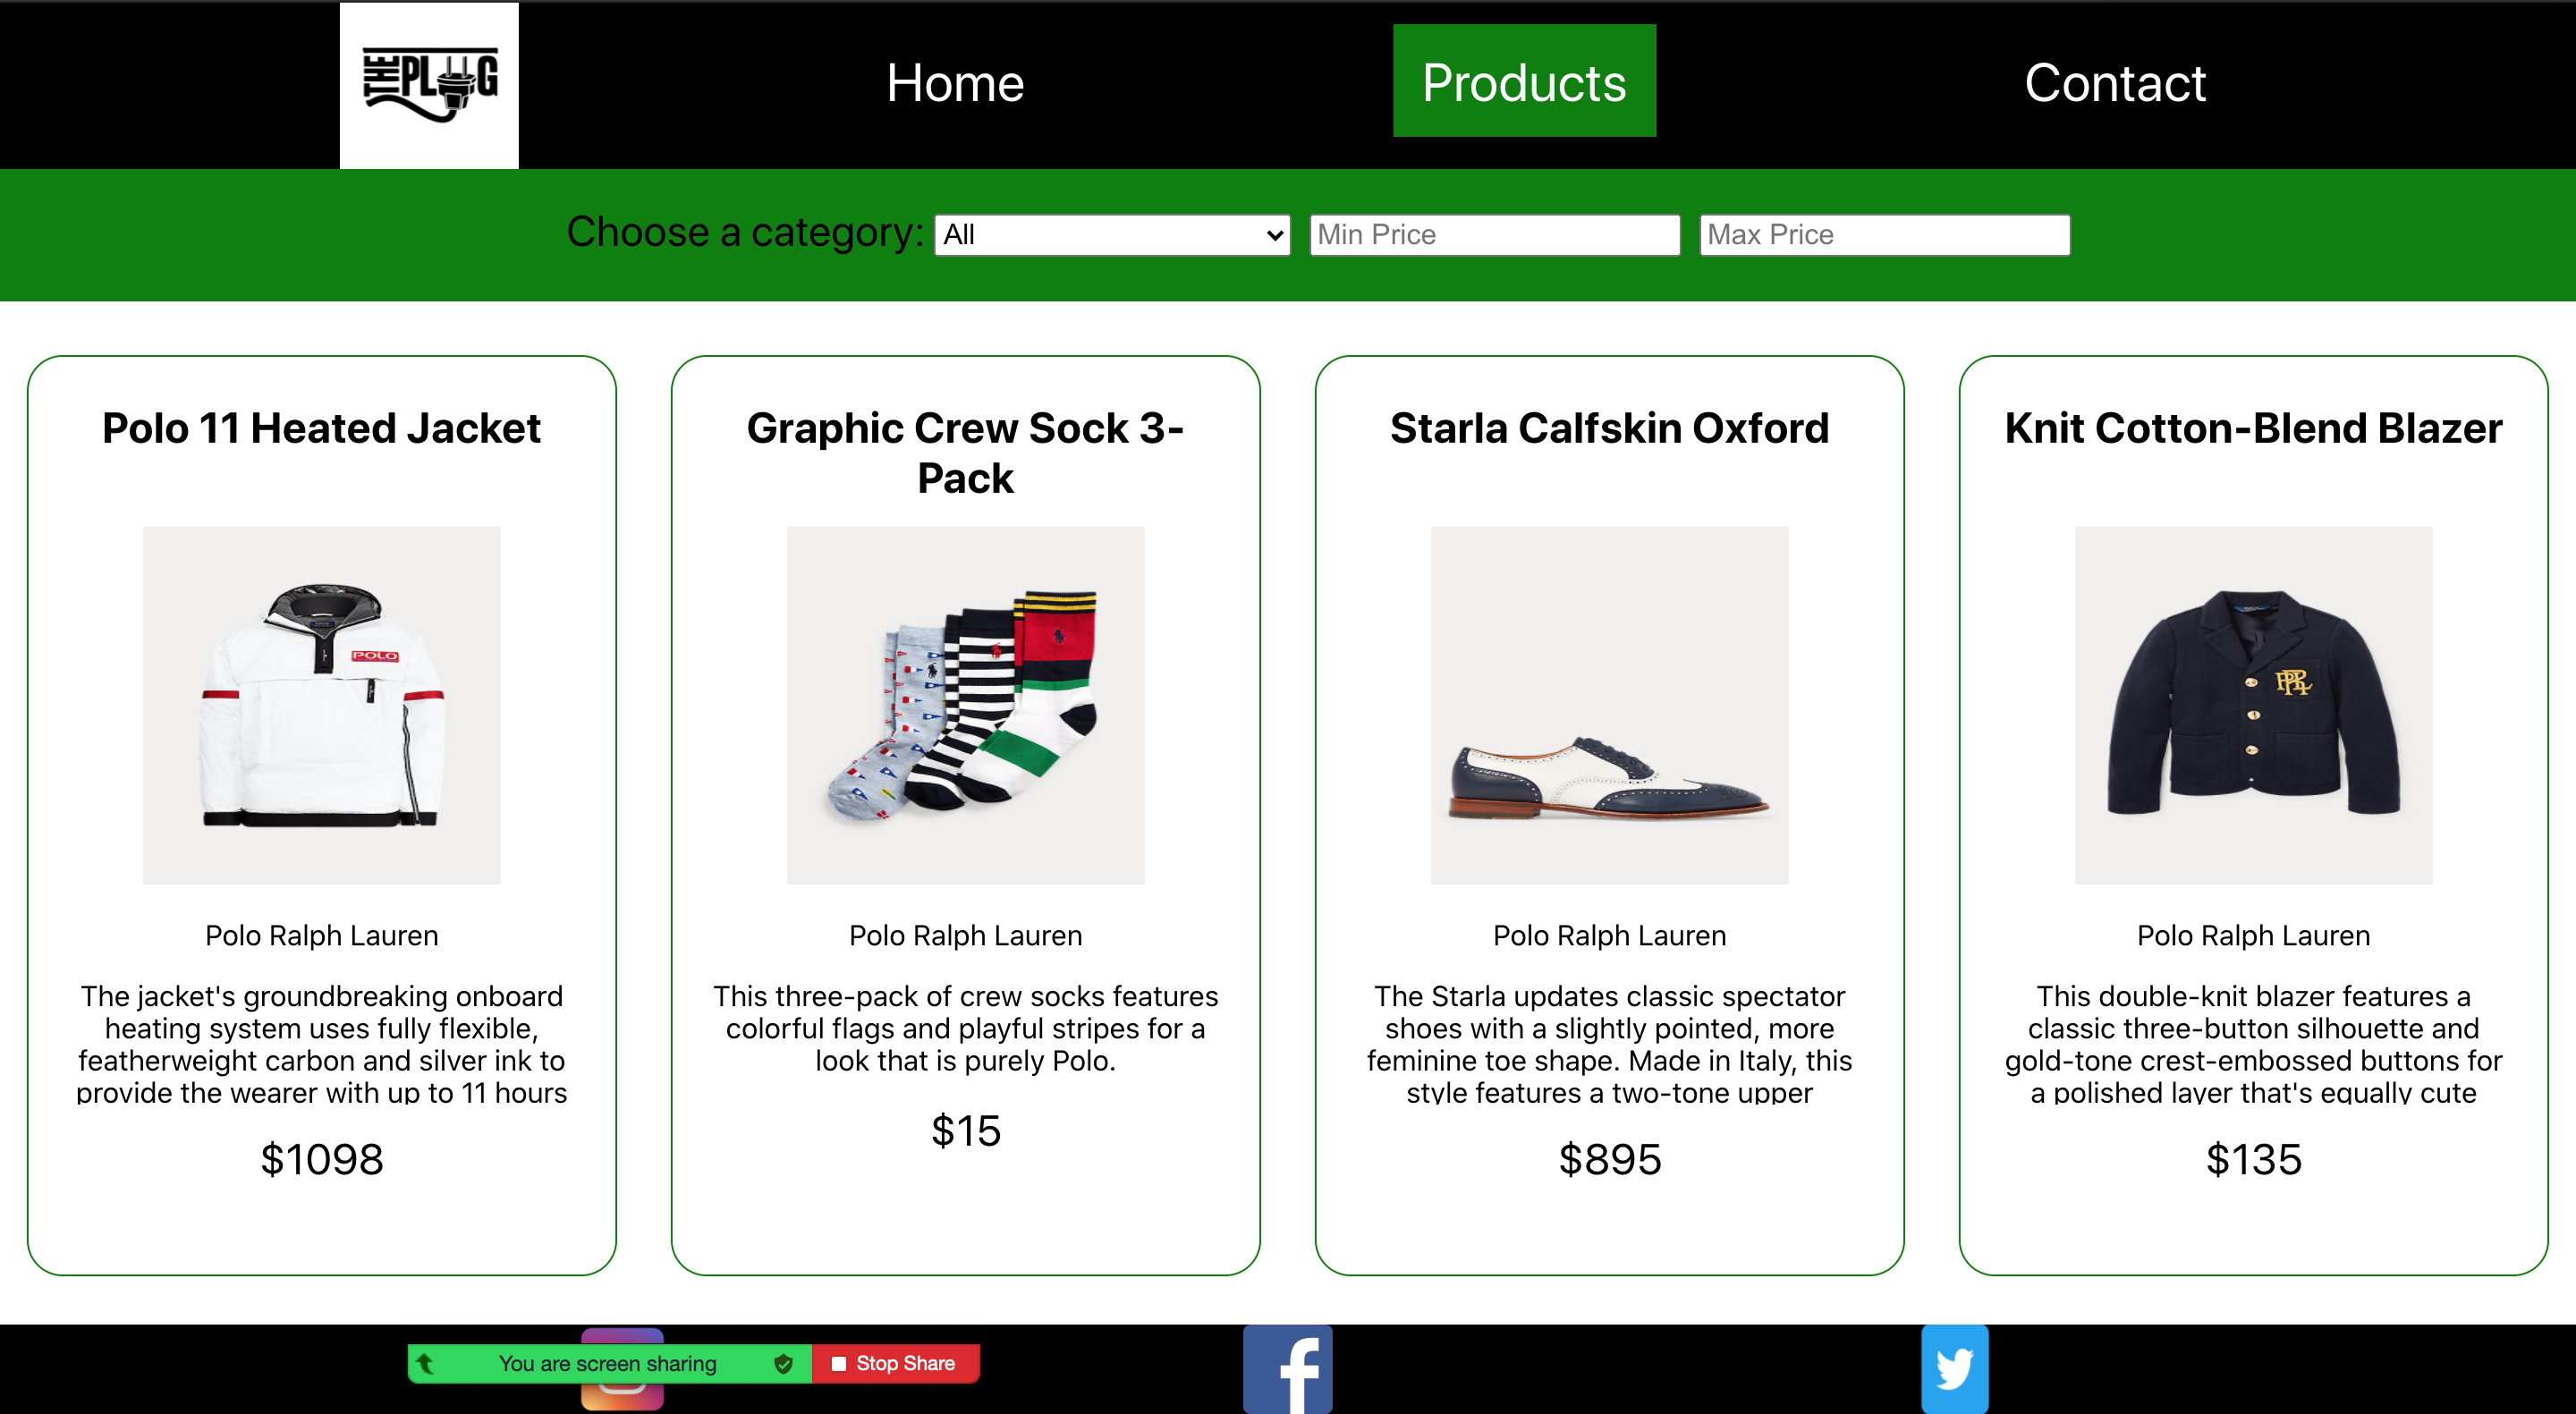 THE PLUG
Home
Products
Contact
Choose a category:
All
Min Price
Max Price
Polo 11 Heated Jacket
Graphic Crew Sock 3-
Pack
Starla Calfskin Oxford
Knit Cotton-Blend Blazer
POLO
PRL
Polo Ralph Lauren
The jacket's groundbreaking onboard
heating system uses fully flexible,
featherweight carbon and silver ink to
provide the wearer with up to 11 hours
$1098
Polo Ralph Lauren
This three-pack of crew socks features
colorful flags and playful stripes for a
look that is purely Polo.
$15
Polo Ralph Lauren
The Starla updates classic spectator
shoes with a slightly pointed, more
feminine toe shape. Made in Italy, this
style features a two-tone upper
$895
Polo Ralph Lauren
This double-knit blazer features a
classic three-button silhouette and
gold-tone crest-embossed buttons for
a polished layer that's equally cute
$135
You are screen sharing
Stop Share